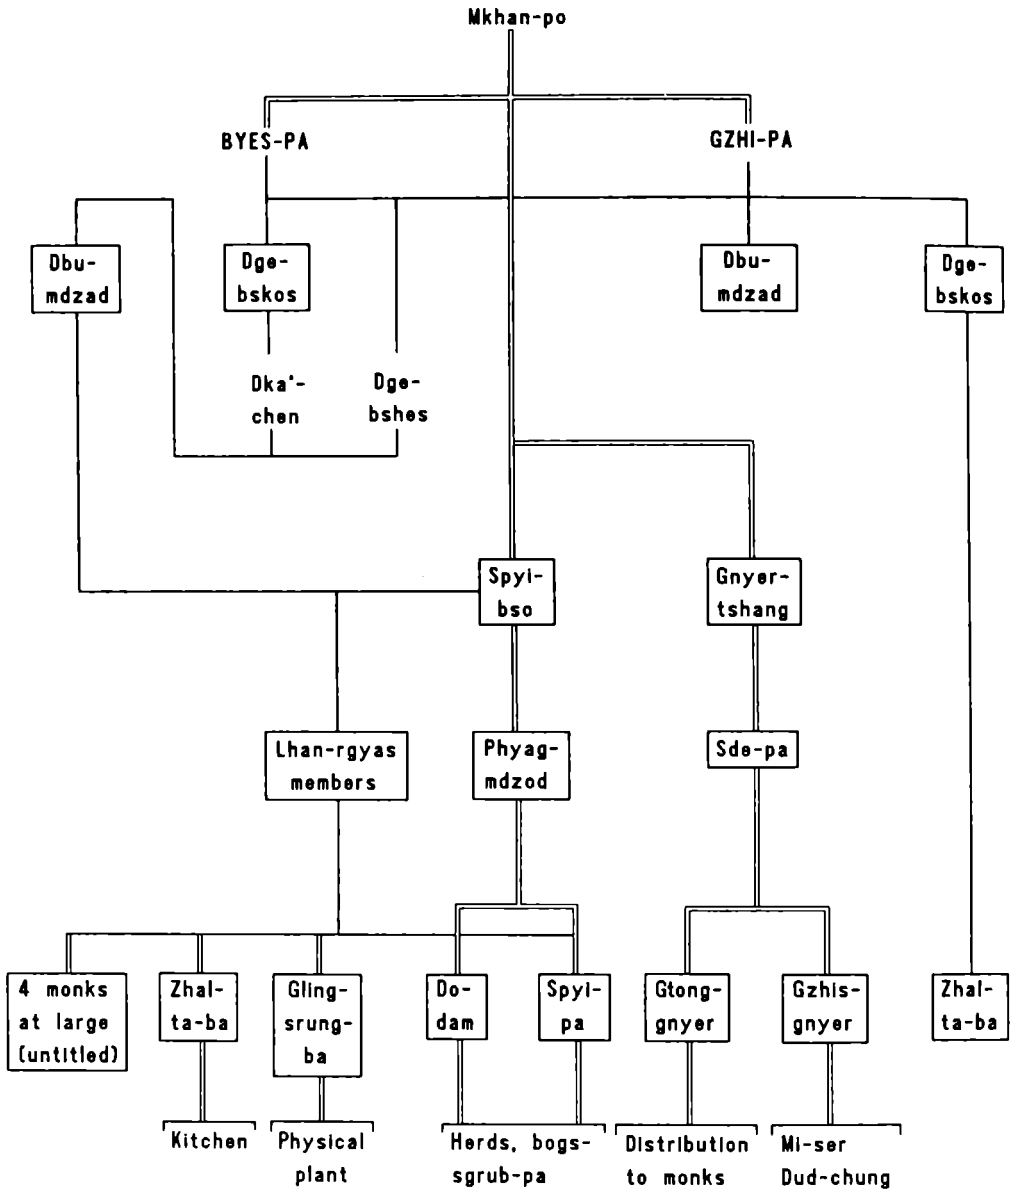 Mkhan-po
BYES-PA
GZHI-PA
Dbu-
mdzad
Dge-
bskos
Dbu-
mdzad
Dge-
bskos
Dka'-
chen
Dge-
bshes
Spyi-
bso
Gnyer-
tshang
Lhan-rgyas
members
Phyag-
mdzod
Sde-pa
4 monks
at large
(untitled)
Zhal-
ta-ba
Gling-
srung-
ba
Do-
dam
Spyi-
pa
Gtong-
gnyer
Gzhis-
gnyer
Zhal-
ta-ba
Kitchen
Physical
plant
Herds, bogs-
sgrub-pa
Distribution
to monks
Mi-ser
Dud-chung